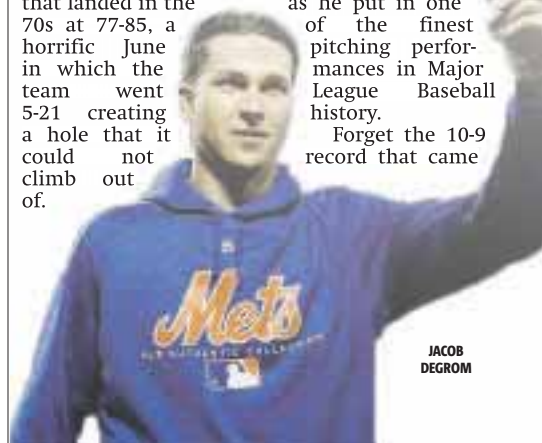 that landed in the
70s at 77-85, a
horrific June
in which the
team went
5-21 creating
a hole that it
could not
climb out
of.
as he put in one
of the finest
pitching perfor-
mances in Major
League Baseball
history.
Forget the 10-9
record that came
Mets
AUTHENTIC COLLECTION
JACOB
DEGROM